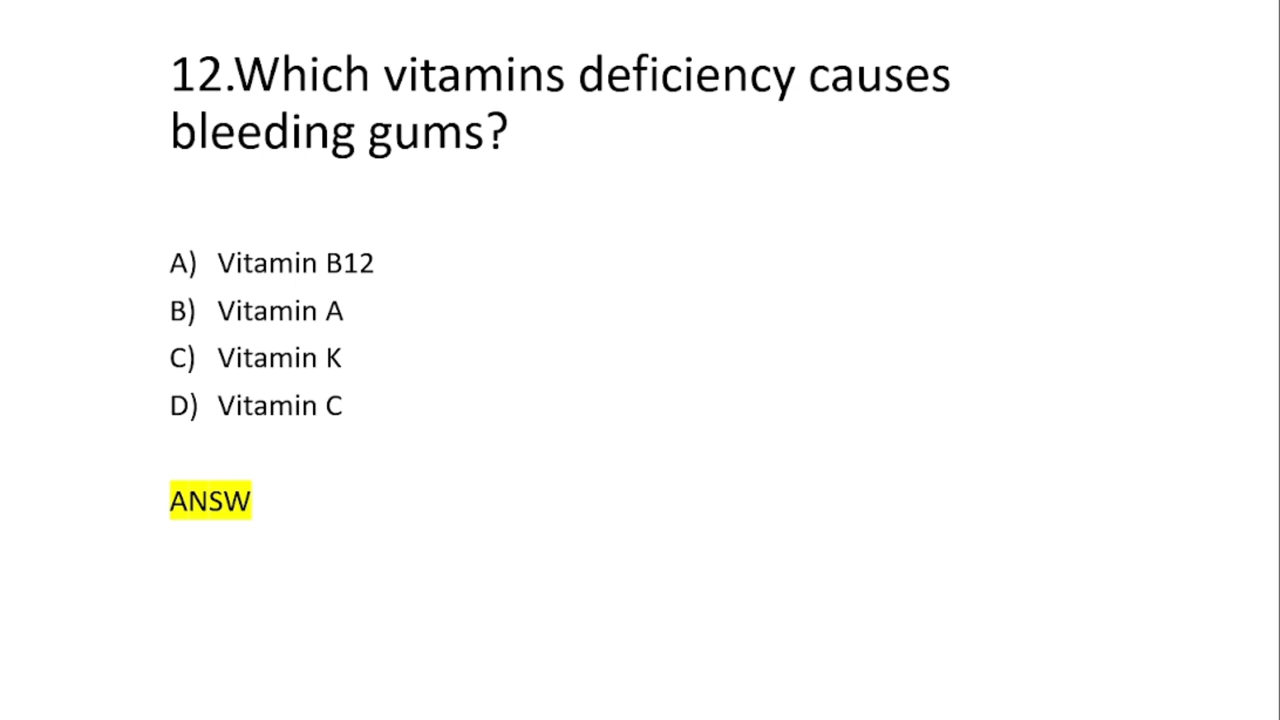 12.Which vitamins deficiency causes
bleeding gums?
A) Vitamin B12
B) Vitamin A
C) Vitamin K
D) Vitamin C
ANSW